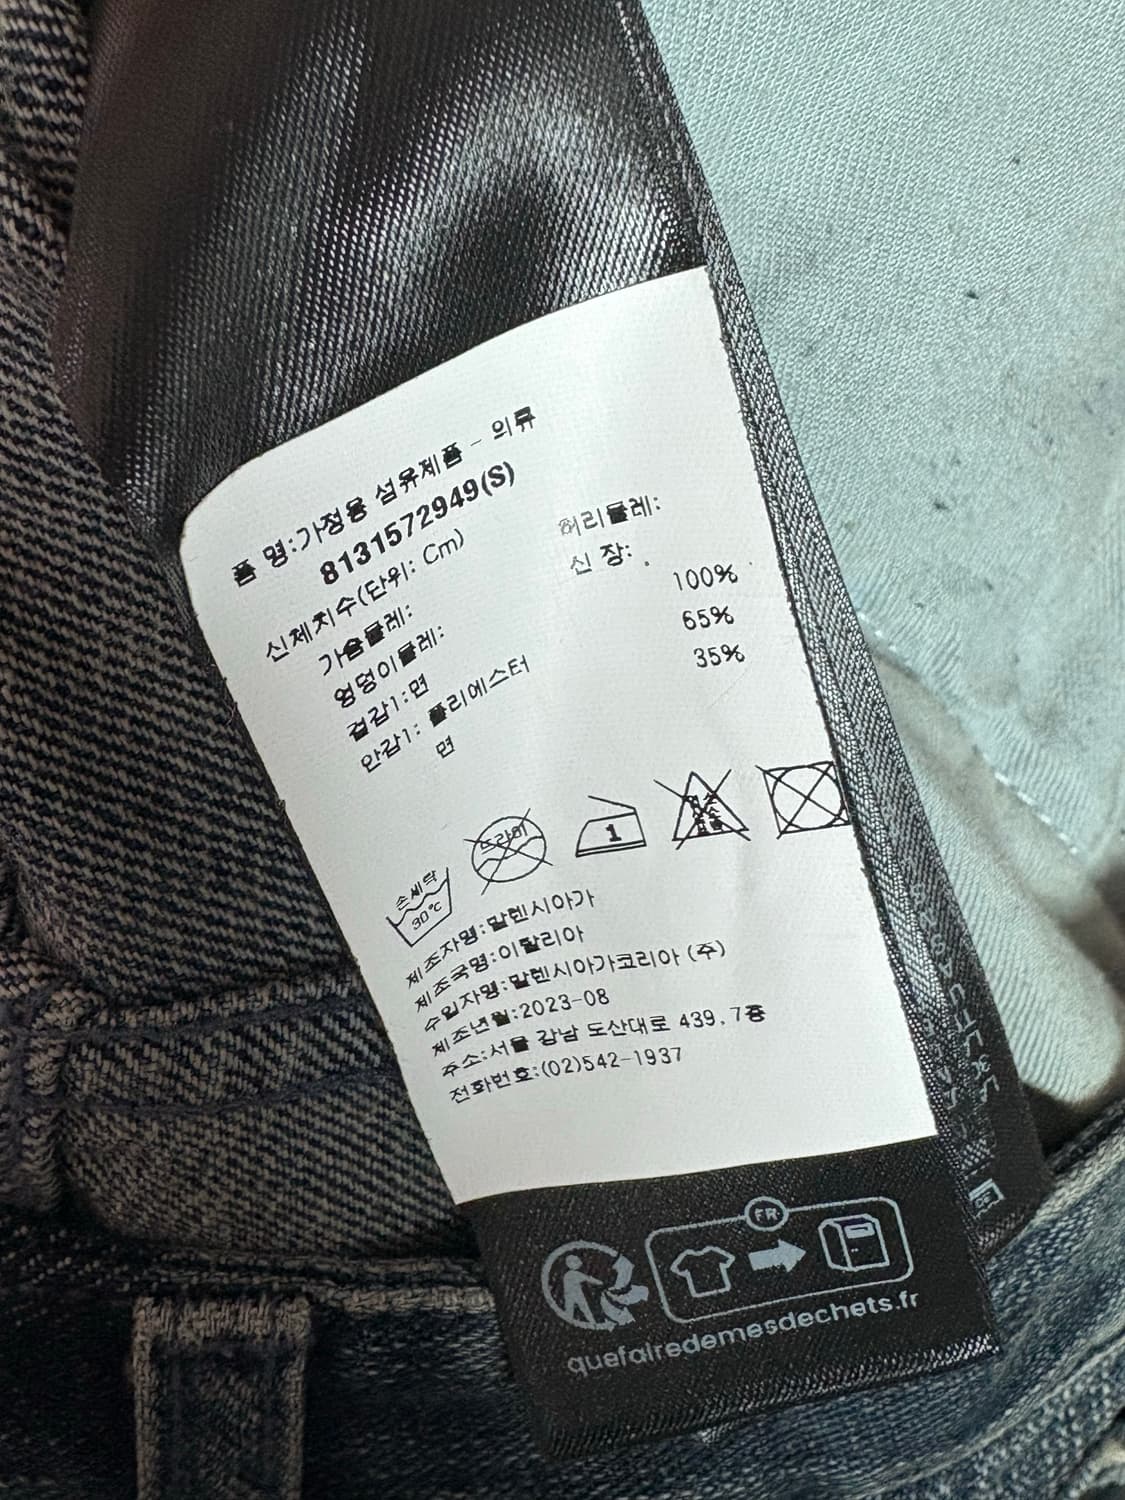 품 명:가정용 섬유제품 - 의류
8131572949(S)
신체치수(단위: Cm)
가슴둘레: 허리둘레:
엉덩이둘레: 신 장:
겉감1:면 100%
안감1: 폴리에스터 65%
면 35%
손세탁 30℃
드라이
1
제조자명:발렌시아가
제조국명:이탈리아
수입자명:발렌시아가코리아 (주)
제조년월:2023-08
주소:서울 강남 도산대로 439, 7층
전화번호:(02)542-1937
FR
quefairedemesdechets.fr